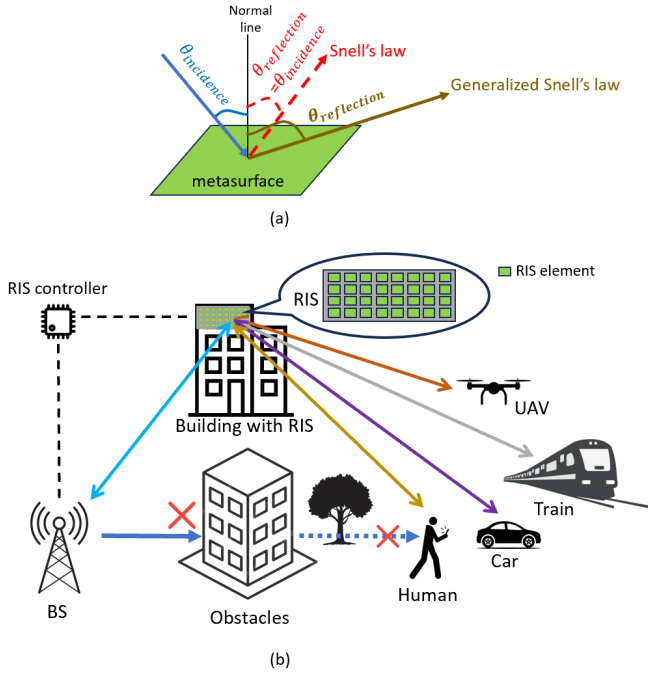 Normal
line
θincidence
θreflection
=θincidence
Snell's law
Generalized Snell's law
θreflection
metasurface
(a)
RIS controller
RIS
RIS element
UAV
Building with RIS
Train
Car
Human
BS
Obstacles
(b)